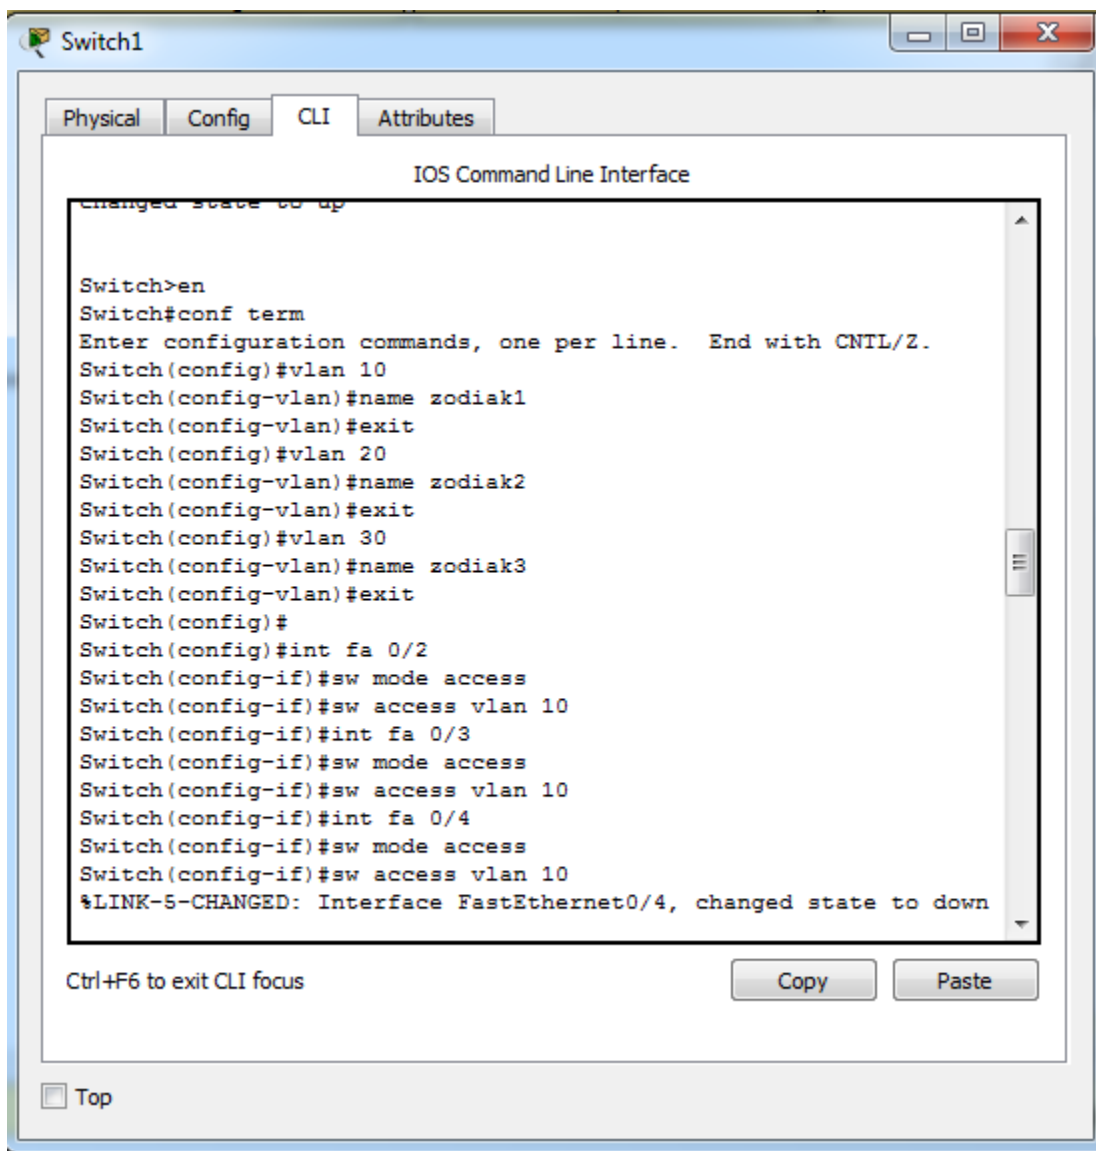 Switch1
Physical Config CLI Attributes
IOS Command Line Interface
changed state to up
Switch>en
Switch#conf term
Enter configuration commands, one per line.  End with CNTL/Z.
Switch(config)#vlan 10
Switch(config-vlan)#name zodiak1
Switch(config-vlan)#exit
Switch(config)#vlan 20
Switch(config-vlan)#name zodiak2
Switch(config-vlan)#exit
Switch(config)#vlan 30
Switch(config-vlan)#name zodiak3
Switch(config-vlan)#exit
Switch(config)#
Switch(config)#int fa 0/2
Switch(config-if)#sw mode access
Switch(config-if)#sw access vlan 10
Switch(config-if)#int fa 0/3
Switch(config-if)#sw mode access
Switch(config-if)#sw access vlan 10
Switch(config-if)#int fa 0/4
Switch(config-if)#sw mode access
Switch(config-if)#sw access vlan 10
%LINK-5-CHANGED: Interface FastEthernet0/4, changed state to down
Ctrl+F6 to exit CLI focus
Copy Paste
Top